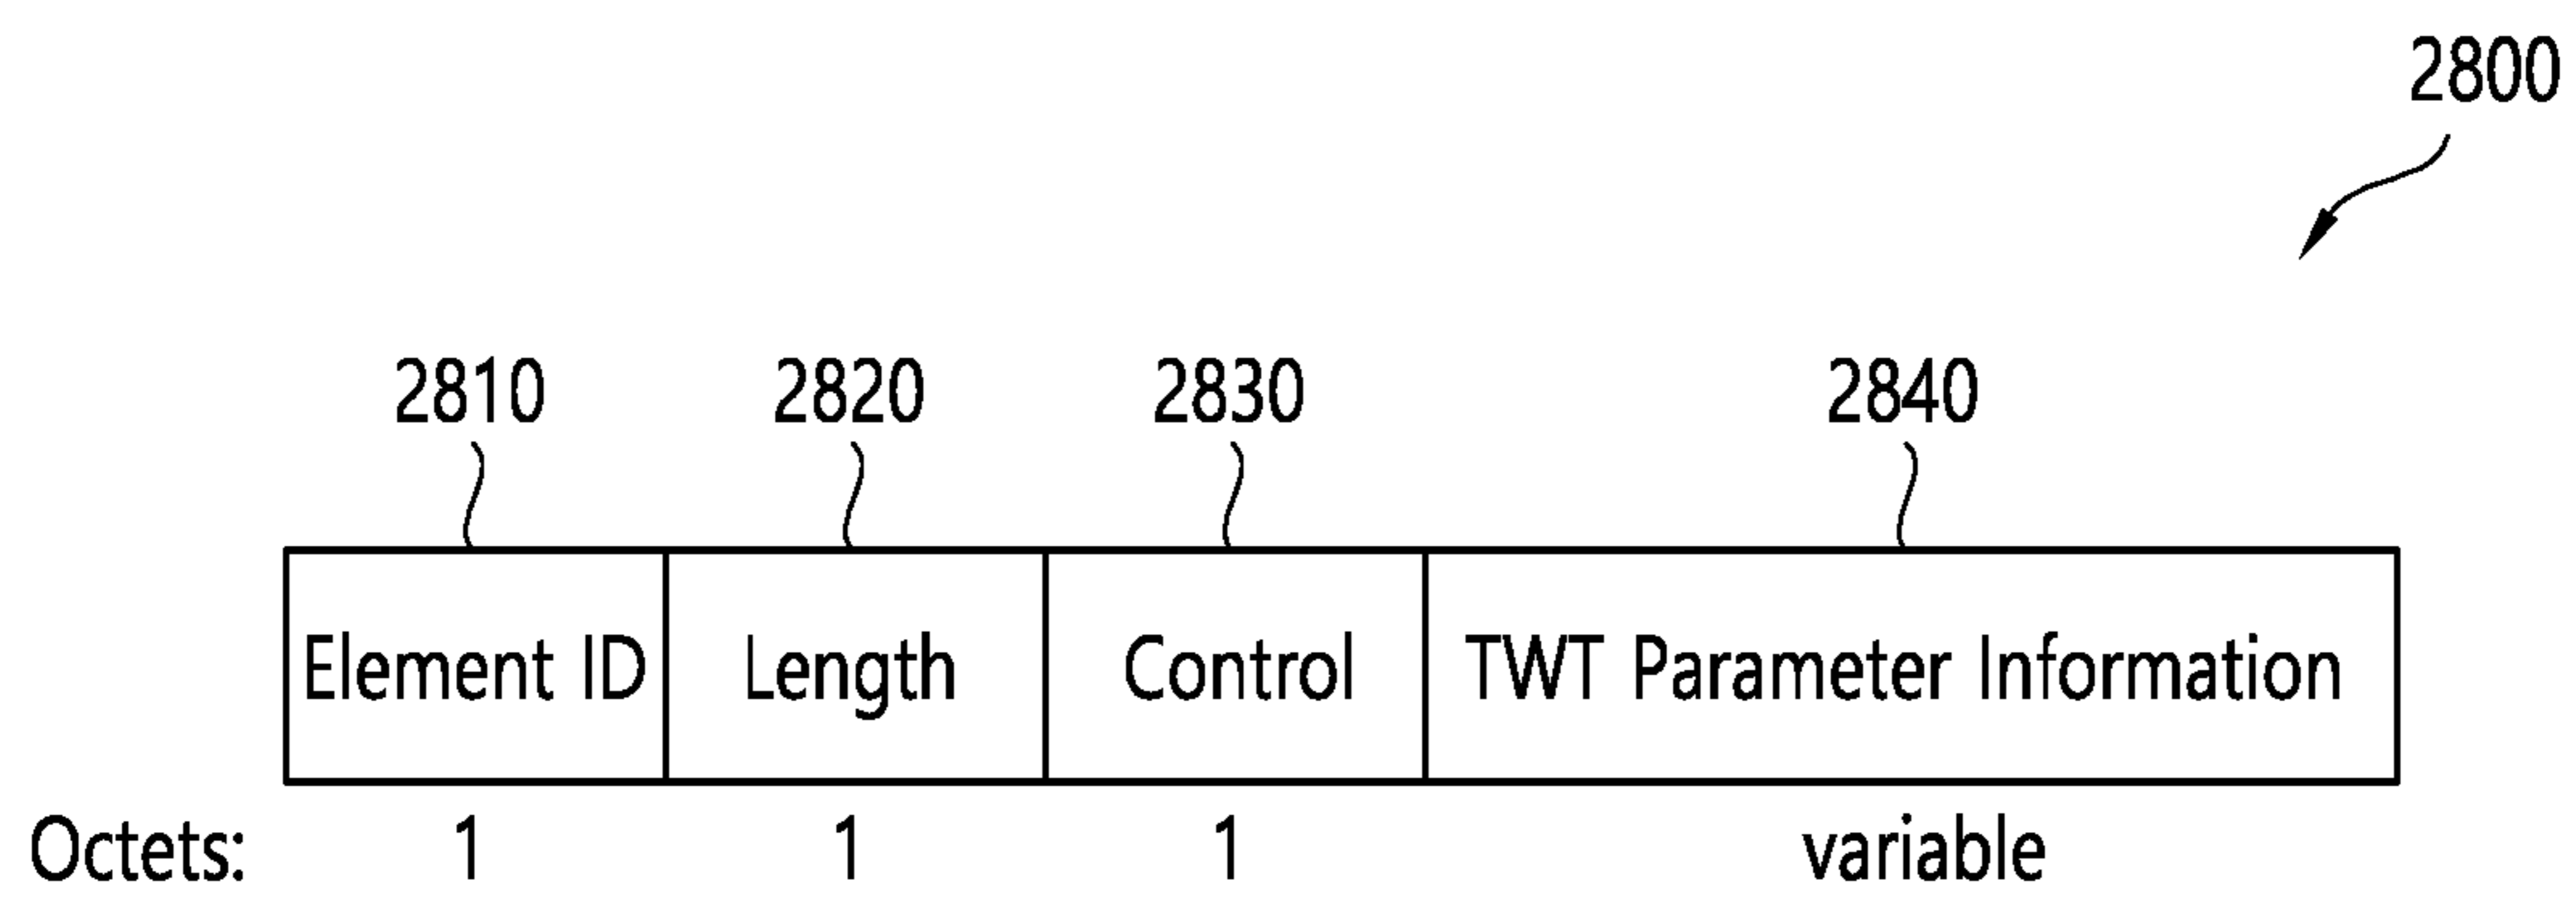 2800
2810 2820 2830 2840
Element ID Length Control TWT Parameter Information
Octets: 1 1 1 variable